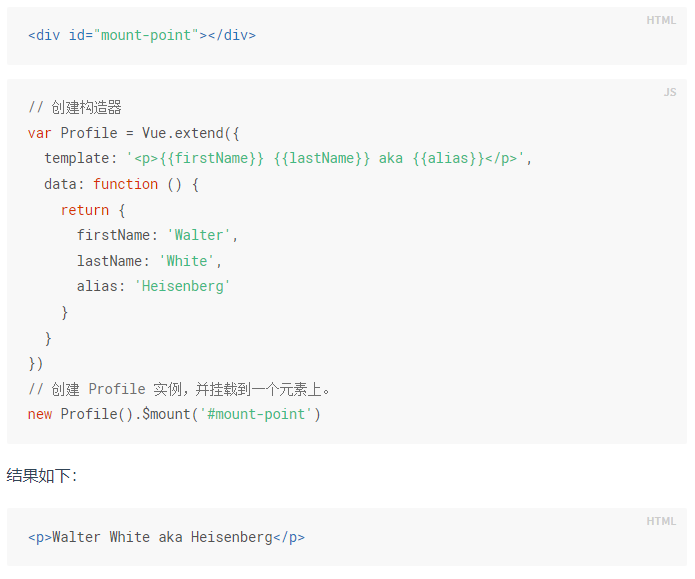 HTML
<div id="mount-point"></div>
JS
// 创建构造器
var Profile = Vue.extend({
  template: '<p>{{firstName}} {{lastName}} aka {{alias}}</p>',
  data: function () {
    return {
      firstName: 'Walter',
      lastName: 'White',
      alias: 'Heisenberg'
    }
  }
})
// 创建 Profile 实例，并挂载到一个元素上。
new Profile().$mount('#mount-point')
结果如下：
HTML
<p>Walter White aka Heisenberg</p>